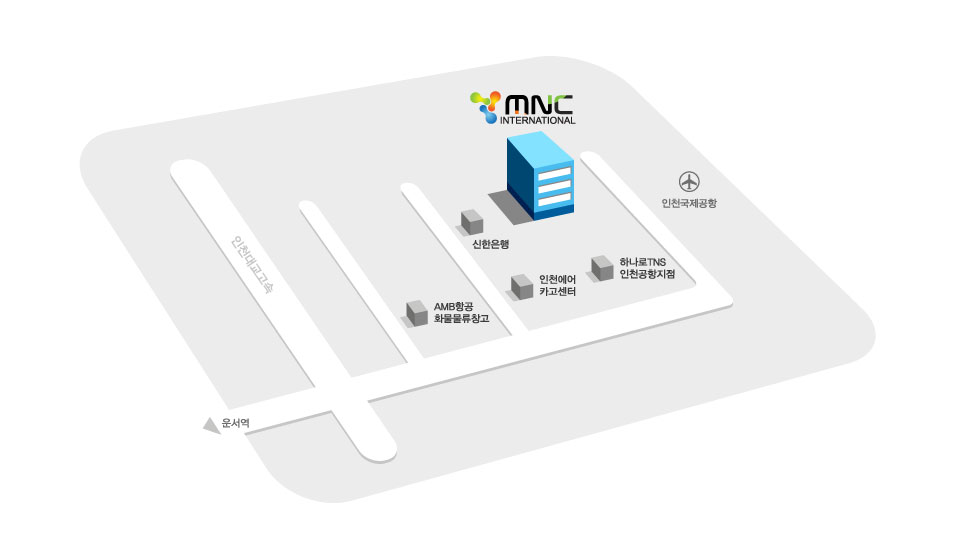 MNC
INTERNATIONAL
인천국제공항
신한은행
인천대교고속
하나로TNS
인천공항지점
인천에어
카고센터
AMB항공
화물물류창고
운서역